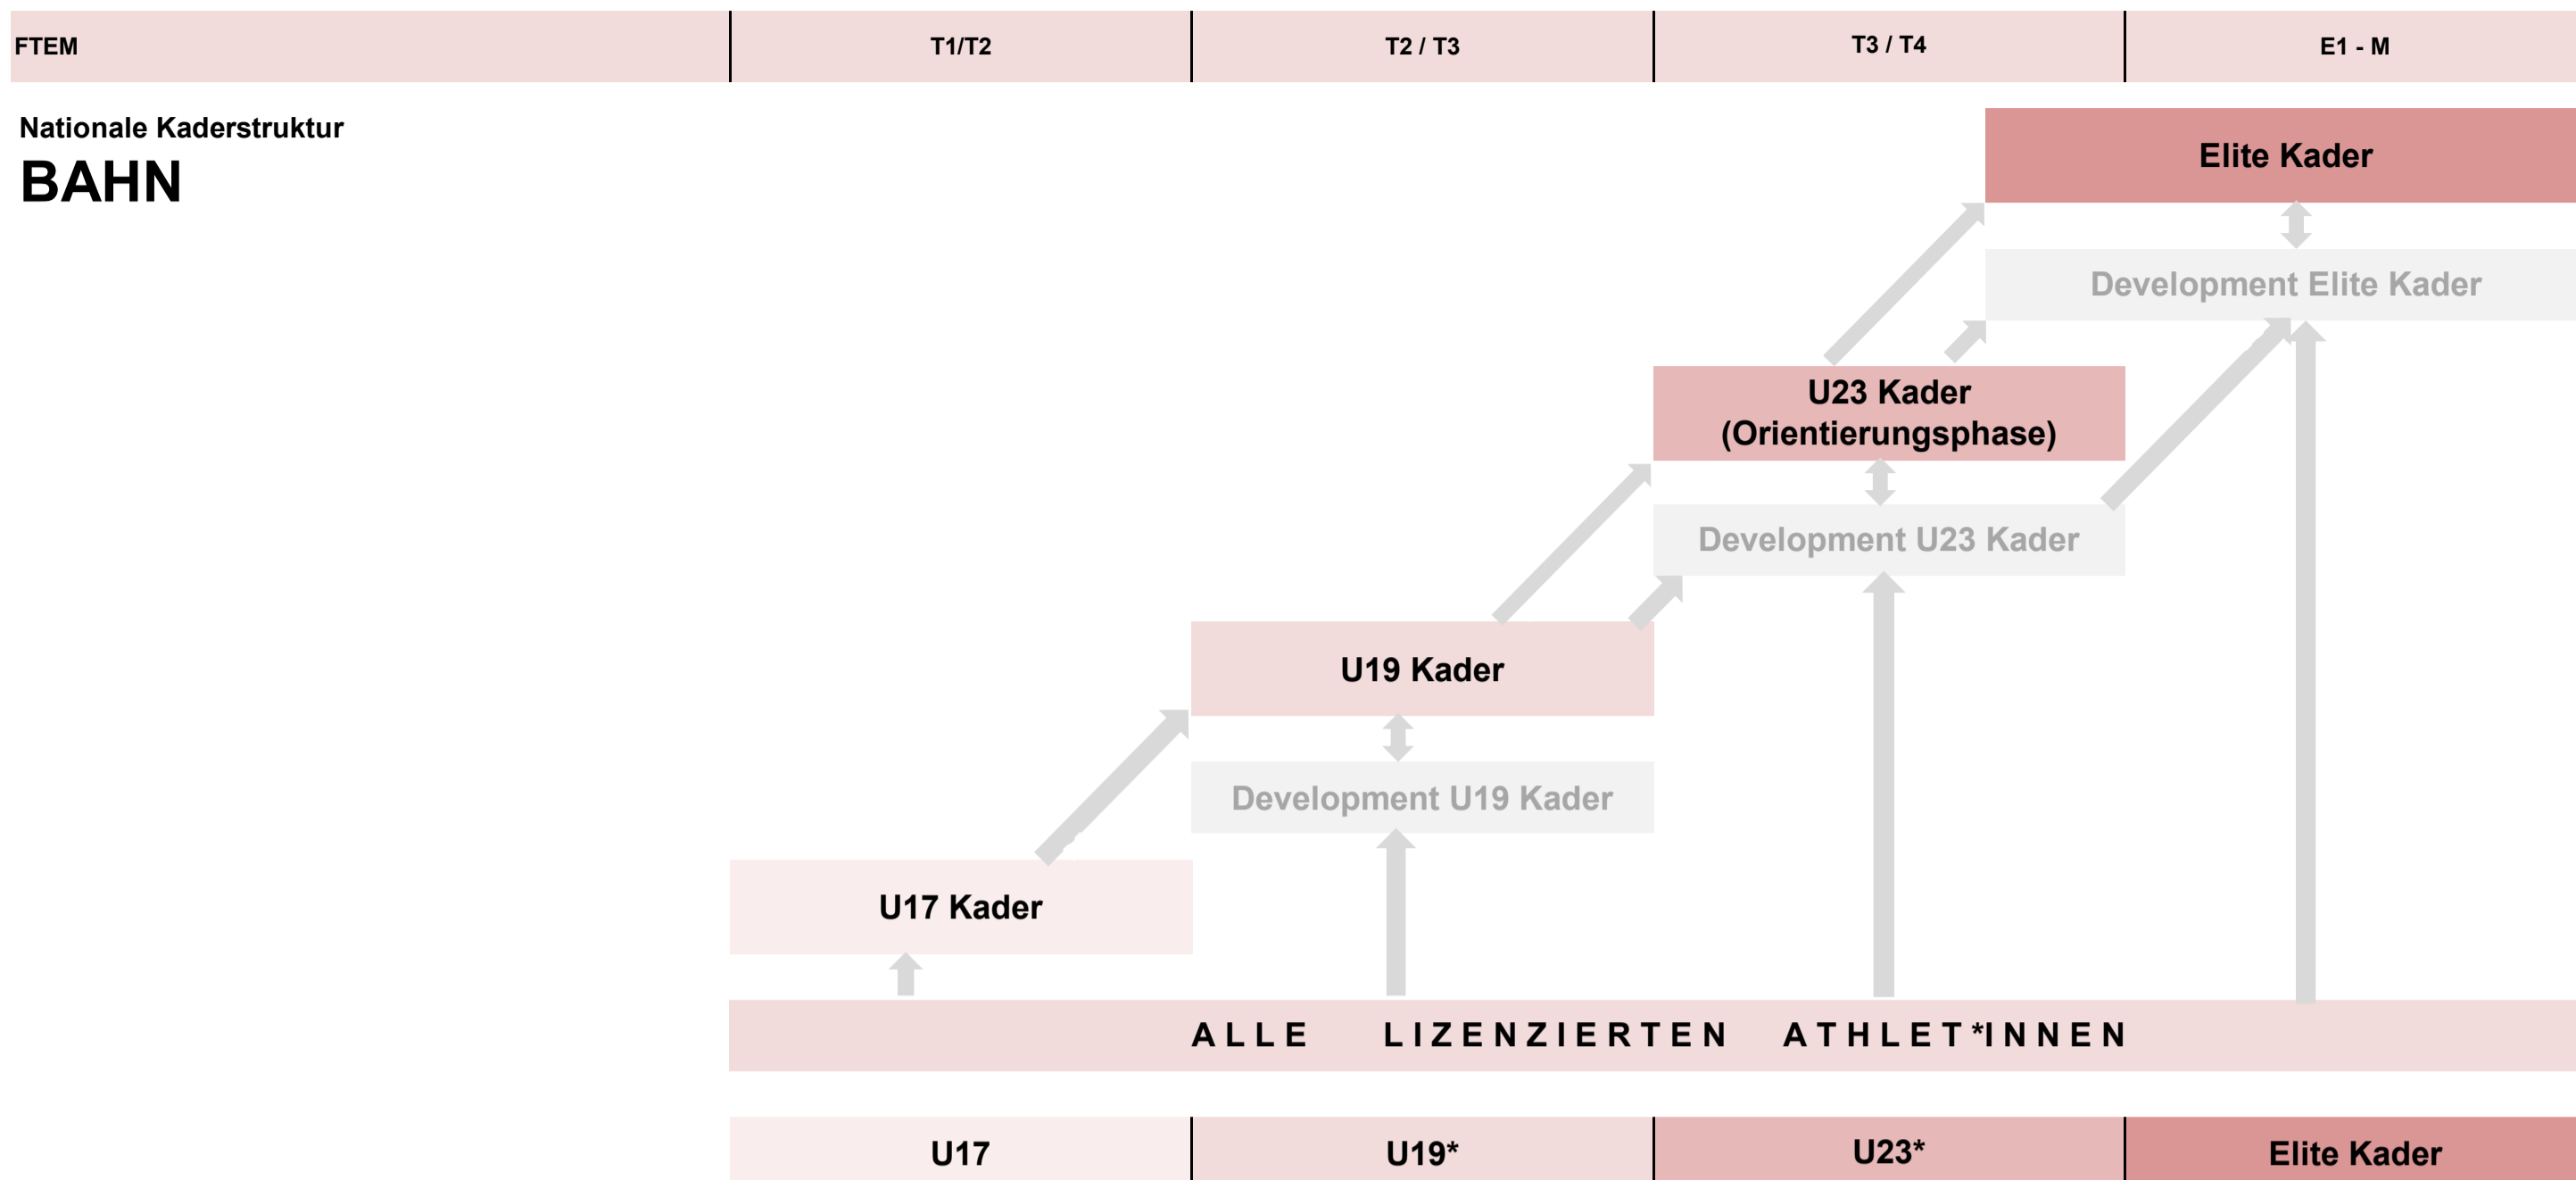 FTEM
T1/T2
T2 / T3
T3 / T4
E1 - M
Nationale Kaderstruktur
BAHN
Elite Kader
Development Elite Kader
U23 Kader
(Orientierungsphase)
Development U23 Kader
U19 Kader
Development U19 Kader
U17 Kader
ALLE LIZENZIERTEN ATHLET*INNEN
U17
U19*
U23*
Elite Kader